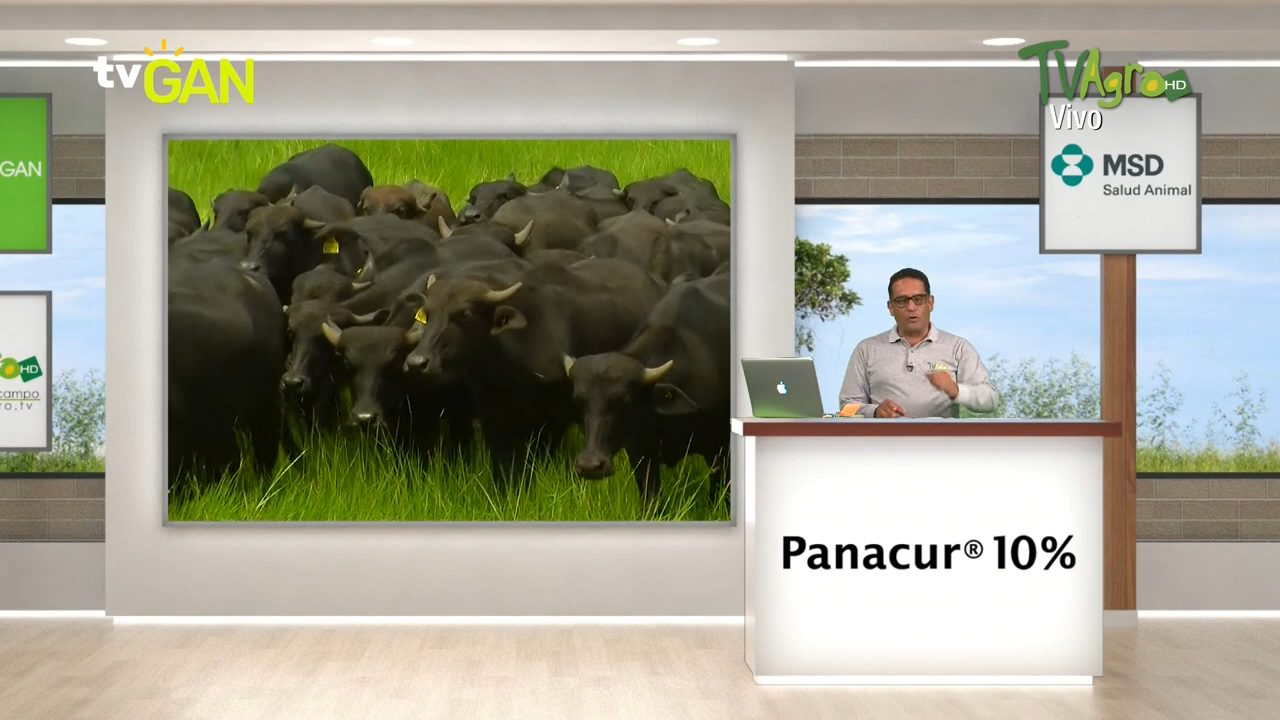 tvGAN
TVAgro HD
Vivo
GAN
MSD
Salud Animal
HD
campo
ro.tv
Panacur® 10%